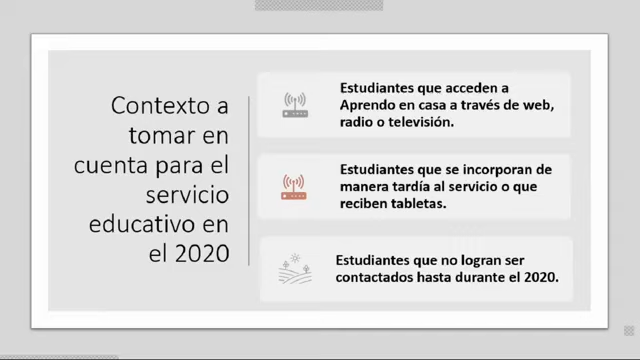 Contexto a
tomar en
cuenta para el
servicio
educativo en
el 2020
Estudiantes que acceden a
Aprendo en casa a través de web,
radio o televisión.
Estudiantes que se incorporan de
manera tardía al servicio o que
reciben tabletas.
Estudiantes que no logran ser
contactados hasta durante el 2020.